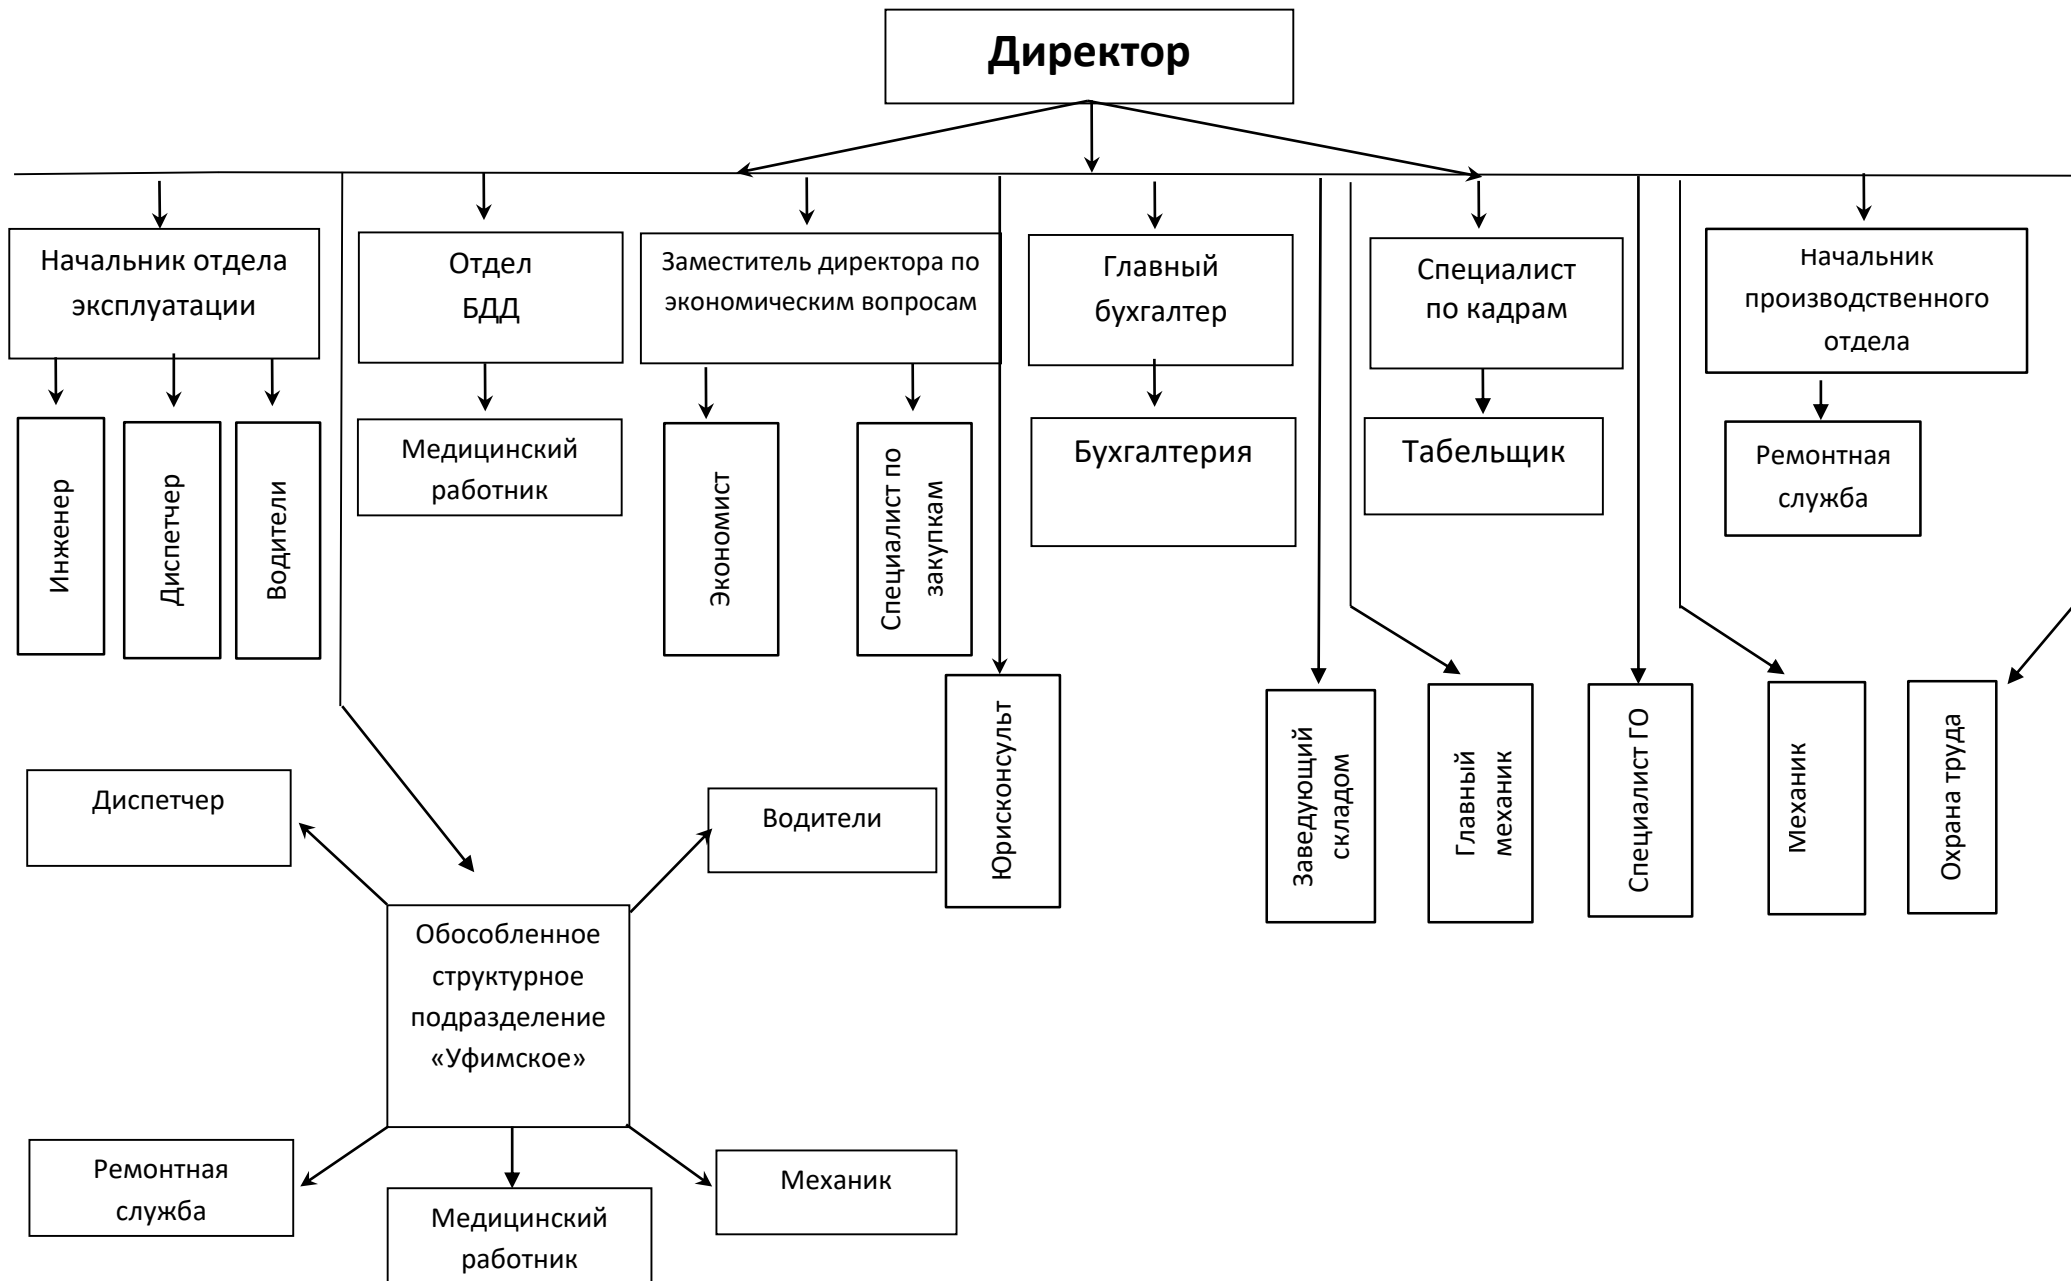 Директор
Начальник отдела
эксплуатации
Отдел
БДД
Заместитель директора по
экономическим вопросам
Главный
бухгалтер
Специалист
по кадрам
Начальник
производственного
отдела
Инженер
Диспетчер
Водители
Медицинский
работник
Экономист
Специалист по
закупкам
Бухгалтерия
Табельщик
Ремонтная
служба
Юрисконсульт
Заведующий
складом
Главный
механик
Специалист ГО
Механик
Охрана труда
Диспетчер
Водители
Обособленное
структурное
подразделение
«Уфимское»
Ремонтная
служба
Медицинский
работник
Механик